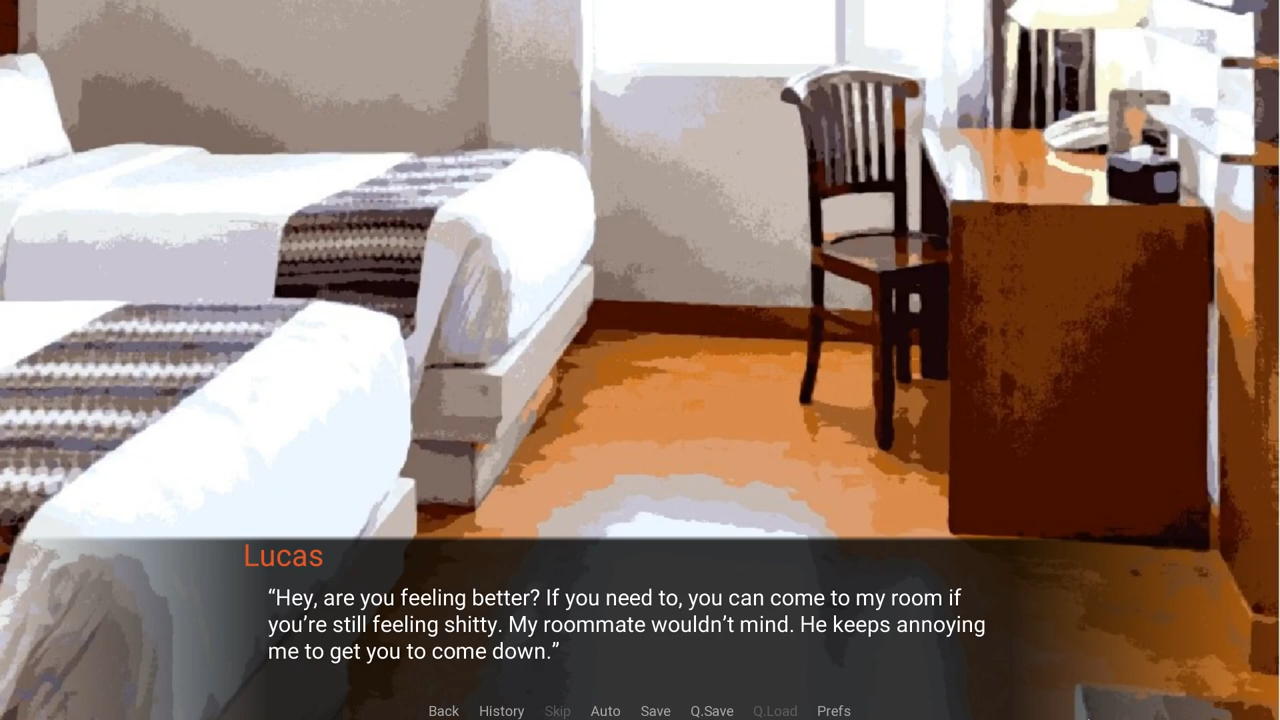 Lucas
“Hey, are you feeling better? If you need to, you can come to my room if
you’re still feeling shitty. My roommate wouldn’t mind. He keeps annoying
me to get you to come down.”
Back History Skip Auto Save Q.Save Q.Load Prefs